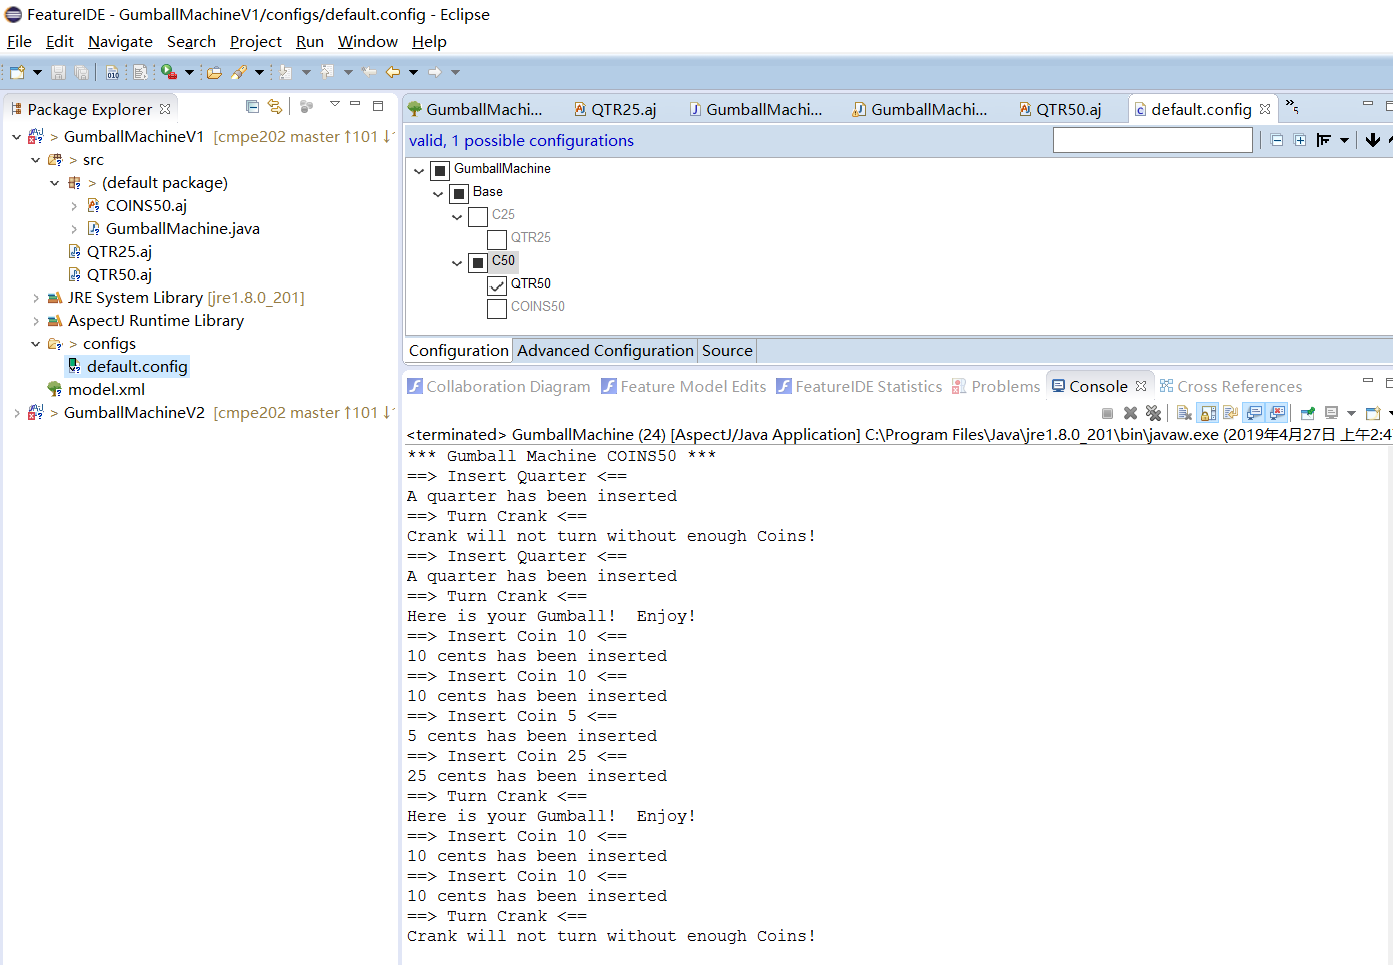 FeatureIDE - GumballMachineV1/configs/default.config - Eclipse
File Edit Navigate Search Project Run Window Help
Package Explorer
> GumballMachineV1 [cmpe202 master ↑101 ↓
> src
> (default package)
COINS50.aj
GumballMachine.java
QTR25.aj
QTR50.aj
JRE System Library [jre1.8.0_201]
AspectJ Runtime Library
> configs
default.config
model.xml
> GumballMachineV2 [cmpe202 master ↑101 ↓
GumballMachi... QTR25.aj GumballMachi... GumballMachi... QTR50.aj default.config »5
valid, 1 possible configurations
GumballMachine
Base
C25
QTR25
C50
QTR50
COINS50
Configuration Advanced Configuration Source
Collaboration Diagram Feature Model Edits FeatureIDE Statistics Problems Console Cross References
<terminated> GumballMachine (24) [AspectJ/Java Application] C:\Program Files\Java\jre1.8.0_201\bin\javaw.exe (2019年4月27日 上午2:4
*** Gumball Machine COINS50 ***
==> Insert Quarter <==
A quarter has been inserted
==> Turn Crank <==
Crank will not turn without enough Coins!
==> Insert Quarter <==
A quarter has been inserted
==> Turn Crank <==
Here is your Gumball!  Enjoy!
==> Insert Coin 10 <==
10 cents has been inserted
==> Insert Coin 10 <==
10 cents has been inserted
==> Insert Coin 5 <==
5 cents has been inserted
==> Insert Coin 25 <==
25 cents has been inserted
==> Turn Crank <==
Here is your Gumball!  Enjoy!
==> Insert Coin 10 <==
10 cents has been inserted
==> Insert Coin 10 <==
10 cents has been inserted
==> Turn Crank <==
Crank will not turn without enough Coins!